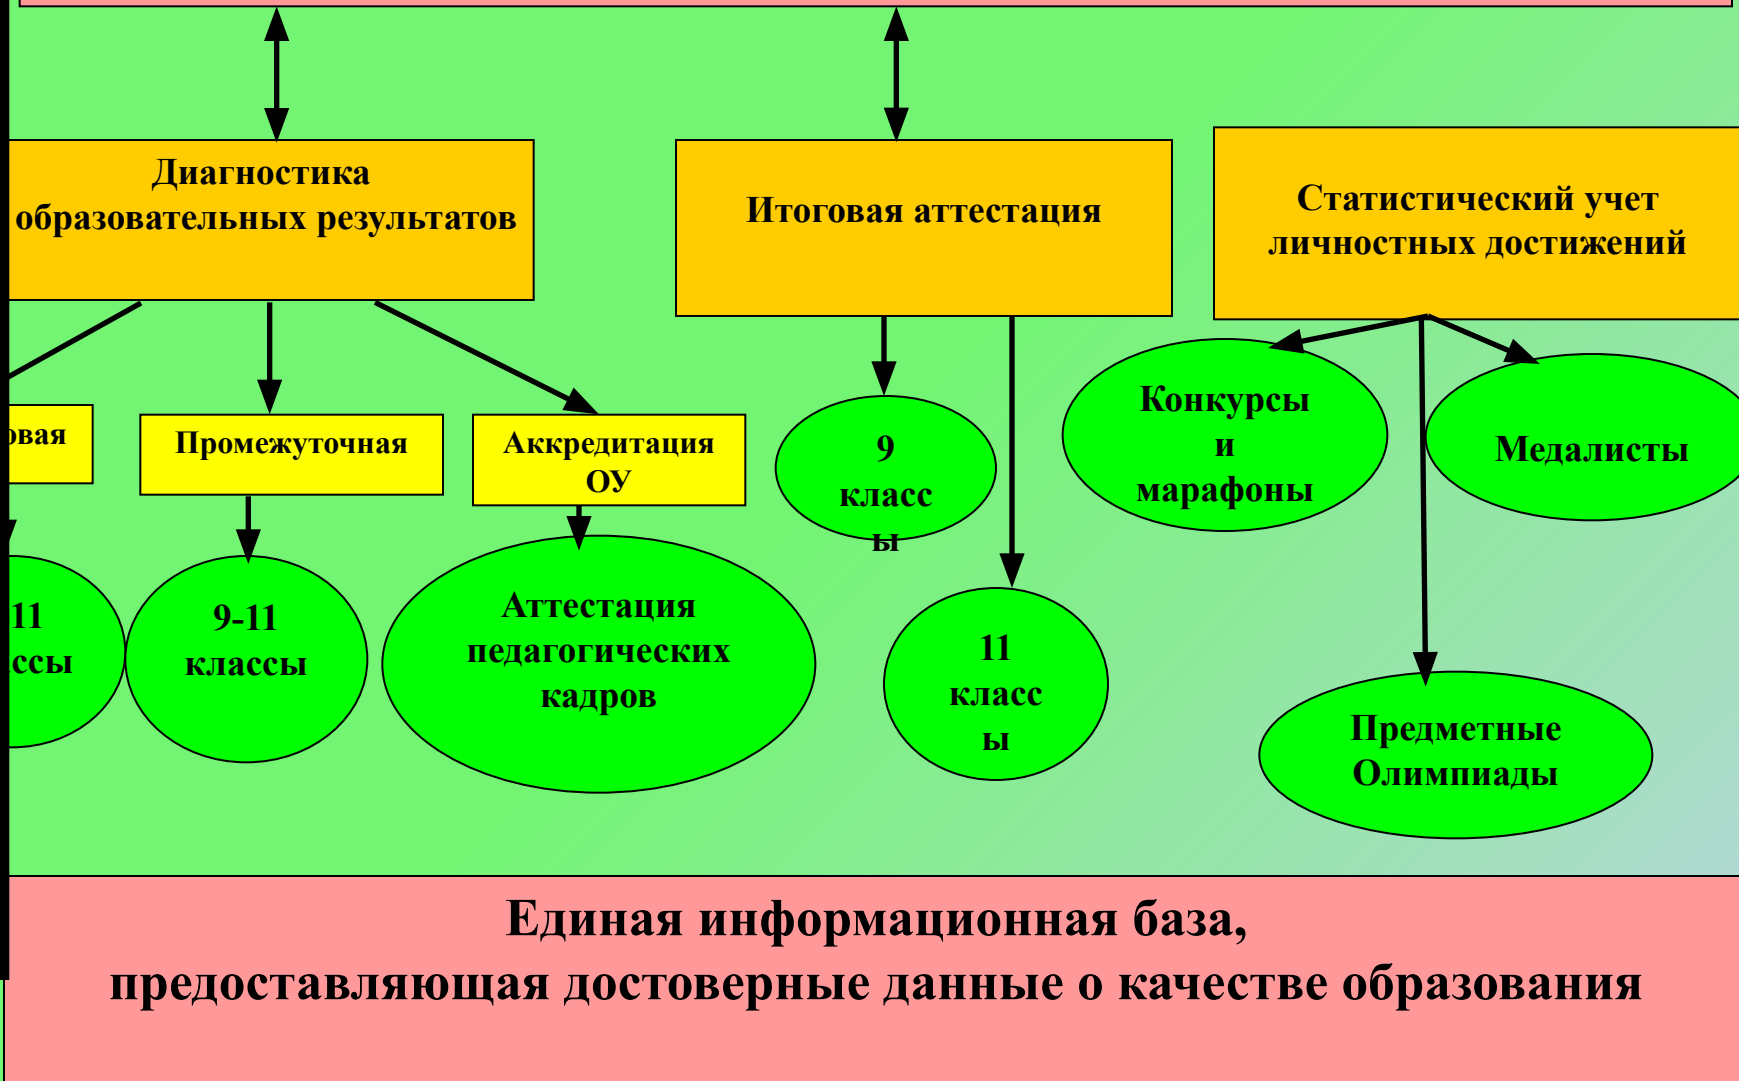 Диагностика
образовательных результатов
Итоговая аттестация
Статистический учет
личностных достижений
Промежуточная
Аккредитация
ОУ
9
класс
ы
Конкурсы
и
марафоны
Медалисты
11
9-11
классы
Аттестация
педагогических
кадров
11
класс
ы
Предметные
Олимпиады
Единая информационная база,
предоставляющая достоверные данные о качестве образования